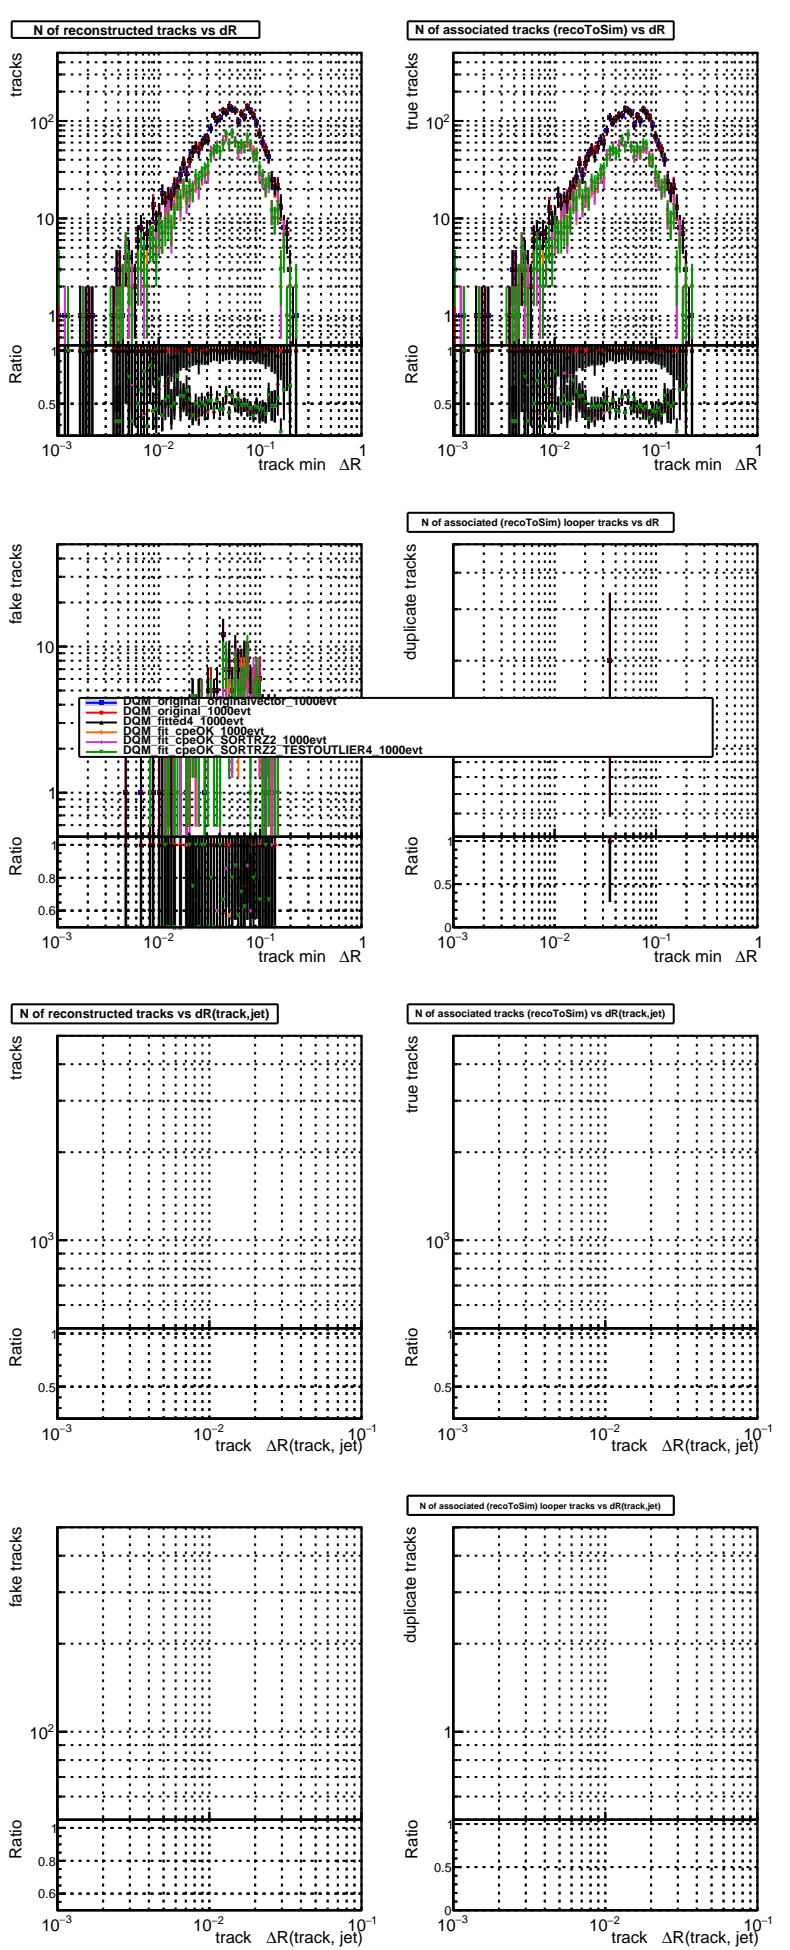 N of reconstructed tracks vs dR
N of associated tracks (recoToSim) vs dR
tracks
10²
10
1
Ratio
1
0.5
10⁻³ 10⁻² 10⁻¹ 1
track min ΔR
true tracks
10²
10
1
Ratio
1
0.5
10⁻³ 10⁻² 10⁻¹ 1
track min ΔR
N of associated (recoToSim) looper tracks vs dR
fake tracks
10
1
Ratio
1
0.8
0.6
10⁻³ 10⁻² 10⁻¹ 1
track min ΔR
duplicate tracks
Ratio
1
0.5
0
10⁻³ 10⁻² 10⁻¹ 1
track min ΔR
DQM_original_originalvector_1000evt
DQM_original_1000evt
DQM_fitted4_1000evt
DQM_fit_cpeOK_1000evt
DQM_fit_cpeOK_SORTRZ2_1000evt
DQM_fit_cpeOK_SORTRZ2_TESTOUTLIER4_1000evt
N of reconstructed tracks vs dR(track,jet)
N of associated tracks (recoToSim) vs dR(track,jet)
tracks
10³
Ratio
1
0.5
10⁻³ 10⁻² 10⁻¹
track ΔR(track, jet)
true tracks
10³
Ratio
1
0.5
10⁻³ 10⁻² 10⁻¹
track ΔR(track, jet)
N of associated (recoToSim) looper tracks vs dR(track,jet)
fake tracks
10²
Ratio
1
0.8
0.6
10⁻³ 10⁻² 10⁻¹
track ΔR(track, jet)
duplicate tracks
1
Ratio
1
0.5
0
10⁻³ 10⁻² 10⁻¹
track ΔR(track, jet)